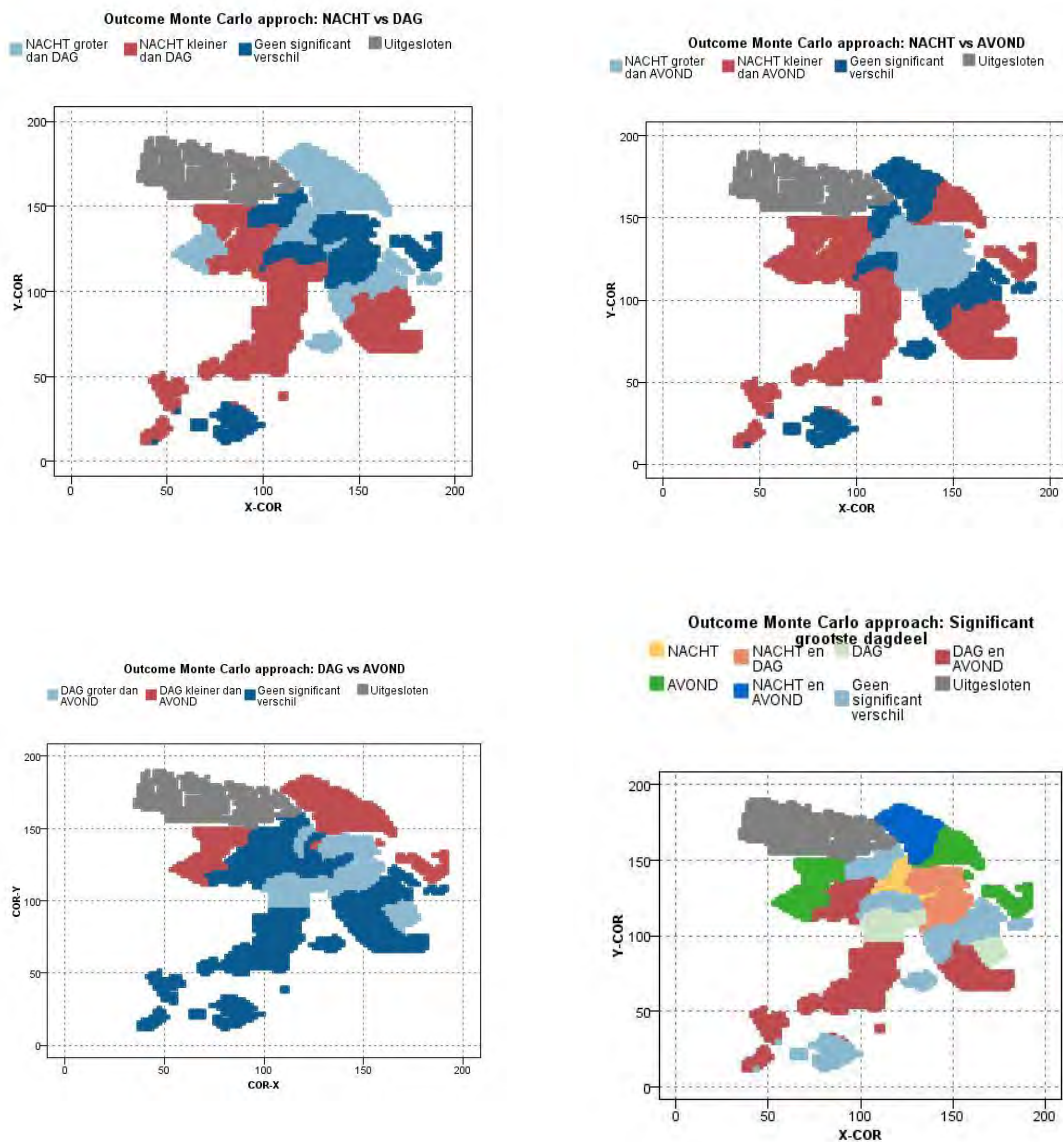 Outcome Monte Carlo approch: NACHT vs DAG
NACHT groter dan DAG
NACHT kleiner dan DAG
Geen significant verschil
Uitgesloten
200
150
100
50
0
Y-COR
0 50 100 150 200
X-COR
Outcome Monte Carlo approach: NACHT vs AVOND
NACHT groter dan AVOND
NACHT kleiner dan AVOND
Geen significant verschil
Uitgesloten
200
150
100
50
0
Y-COR
0 50 100 150 200
X-COR
Outcome Monte Carlo approach: DAG vs AVOND
DAG groter dan AVOND
DAG kleiner dan AVOND
Geen significant verschil
Uitgesloten
200
150
100
50
0
COR-Y
0 50 100 150 200
COR-X
Outcome Monte Carlo approach: Significant
grootste dagdeel
NACHT
NACHT en DAG
DAG
DAG en AVOND
AVOND
NACHT en AVOND
Geen significant verschil
Uitgesloten
200
150
100
50
0
Y-COR
0 50 100 150 200
X-COR